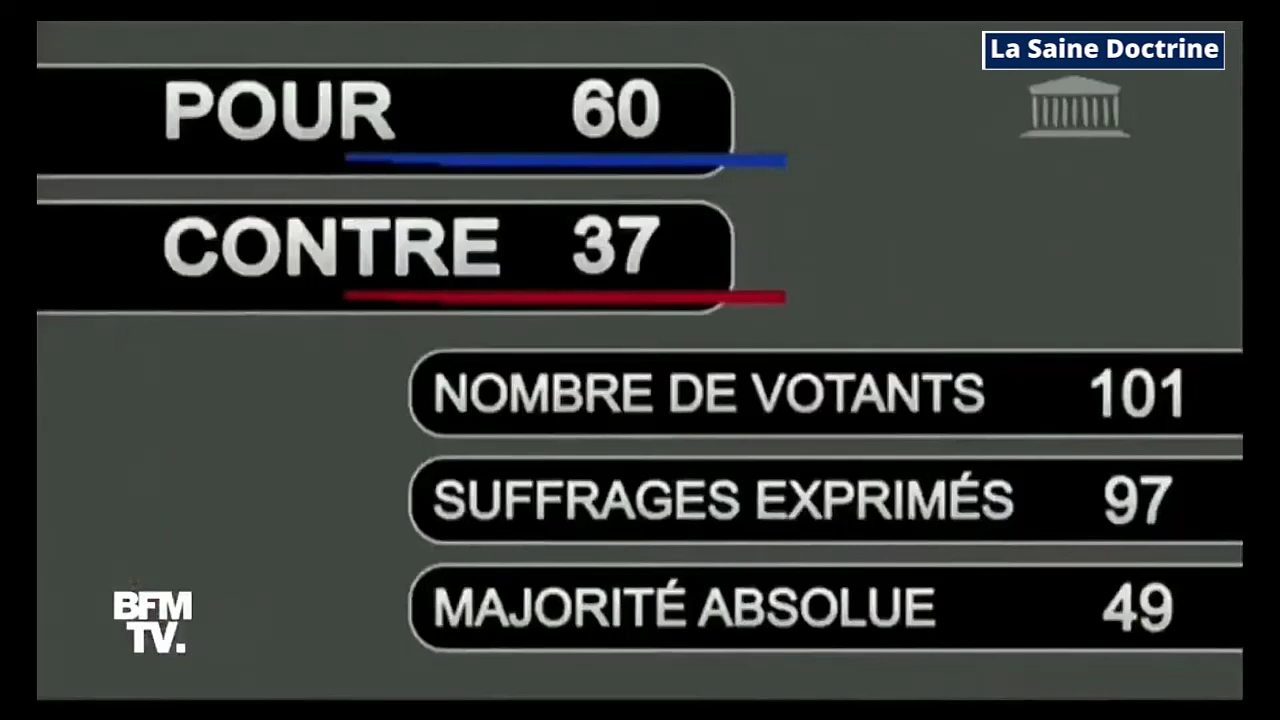 La Saine Doctrine
POUR 60
CONTRE 37
NOMBRE DE VOTANTS 101
SUFFRAGES EXPRIMÉS 97
MAJORITÉ ABSOLUE 49
BFM
TV.